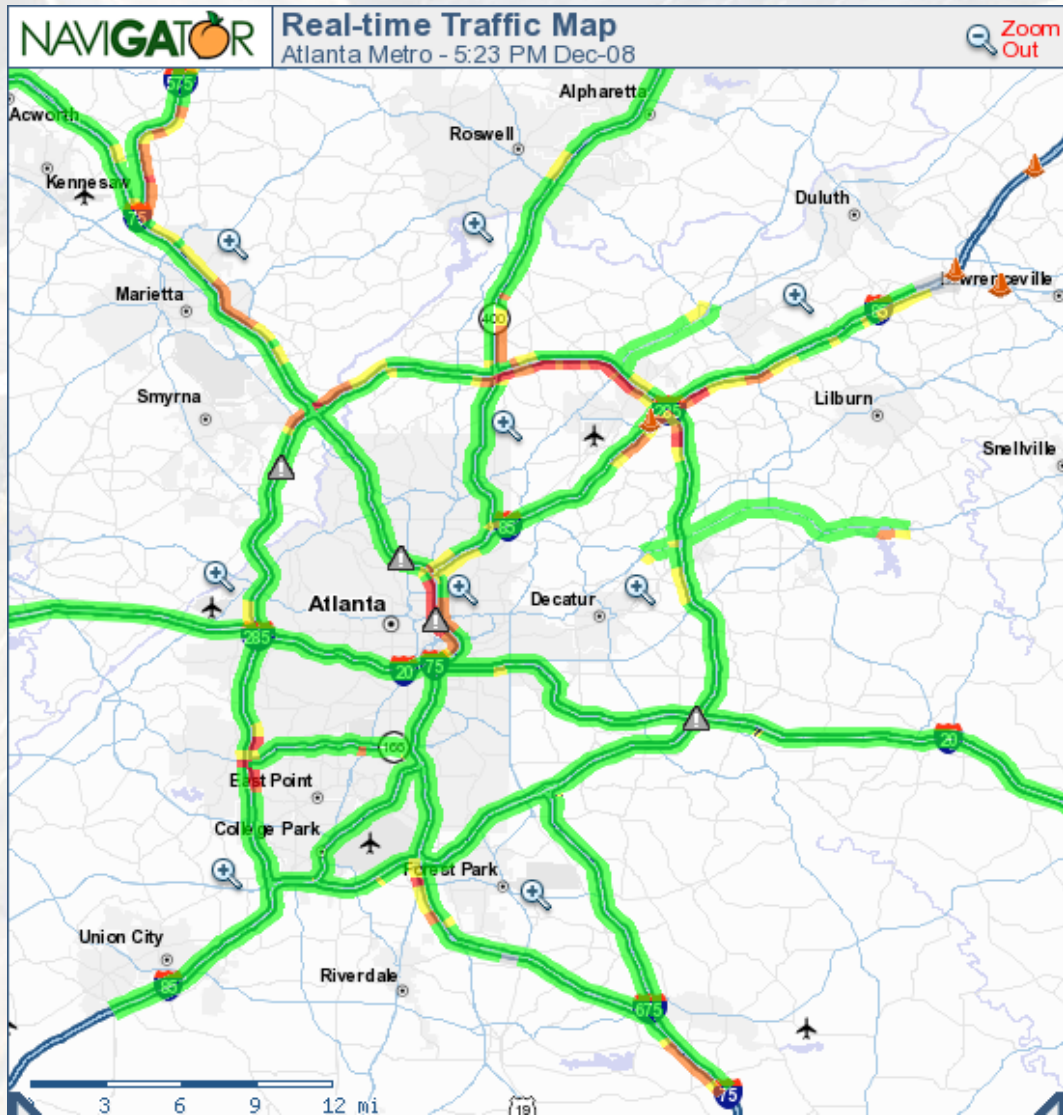 NAVIGATOR
Real-time Traffic Map
Atlanta Metro - 5:23 PM Dec-08
Zoom
Out
575
Acworth
Alpharetta
Roswell
Kennesaw
75
Duluth
Lawrenceville
Marietta
400
85
Smyrna
285
Lilburn
Snellville
85
Atlanta
Decatur
285
20
75
20
166
East Point
College Park
Forest Park
Union City
Riverdale
85
675
75
0 3 6 9 12 mi
19